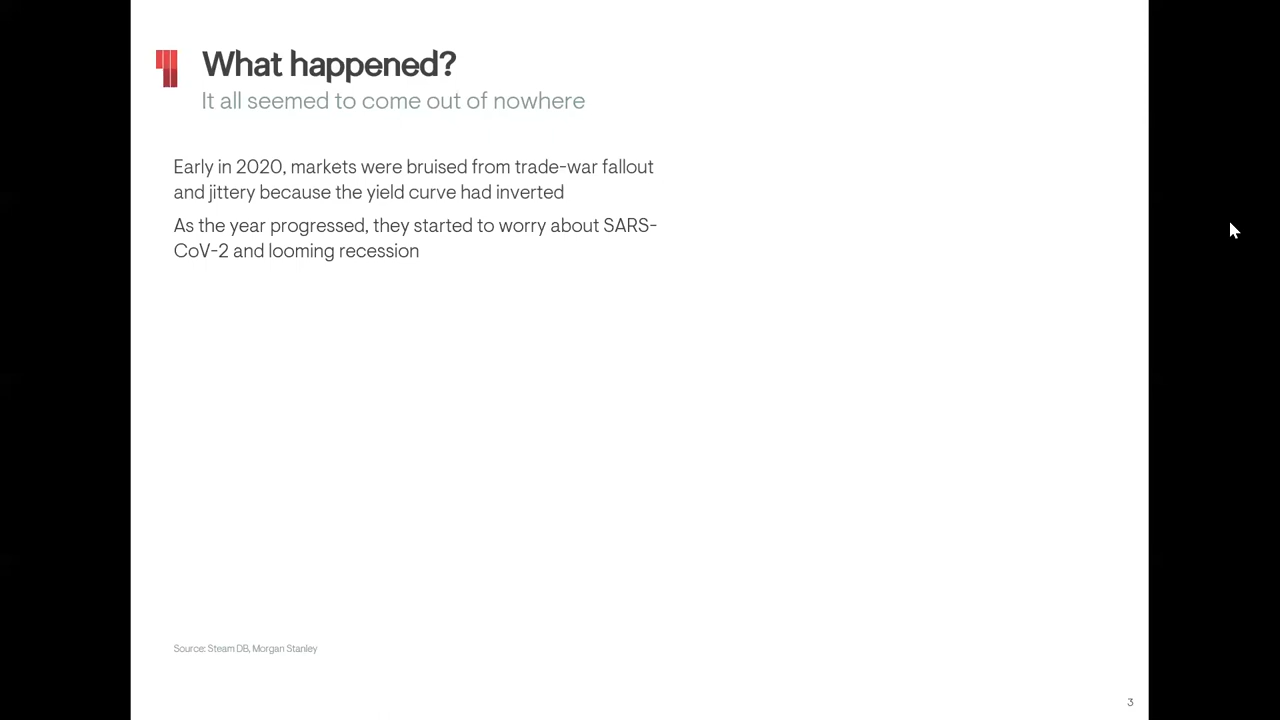 What happened?
It all seemed to come out of nowhere
Early in 2020, markets were bruised from trade-war fallout
and jittery because the yield curve had inverted
As the year progressed, they started to worry about SARS-
CoV-2 and looming recession
Source: Steam DB, Morgan Stanley
3